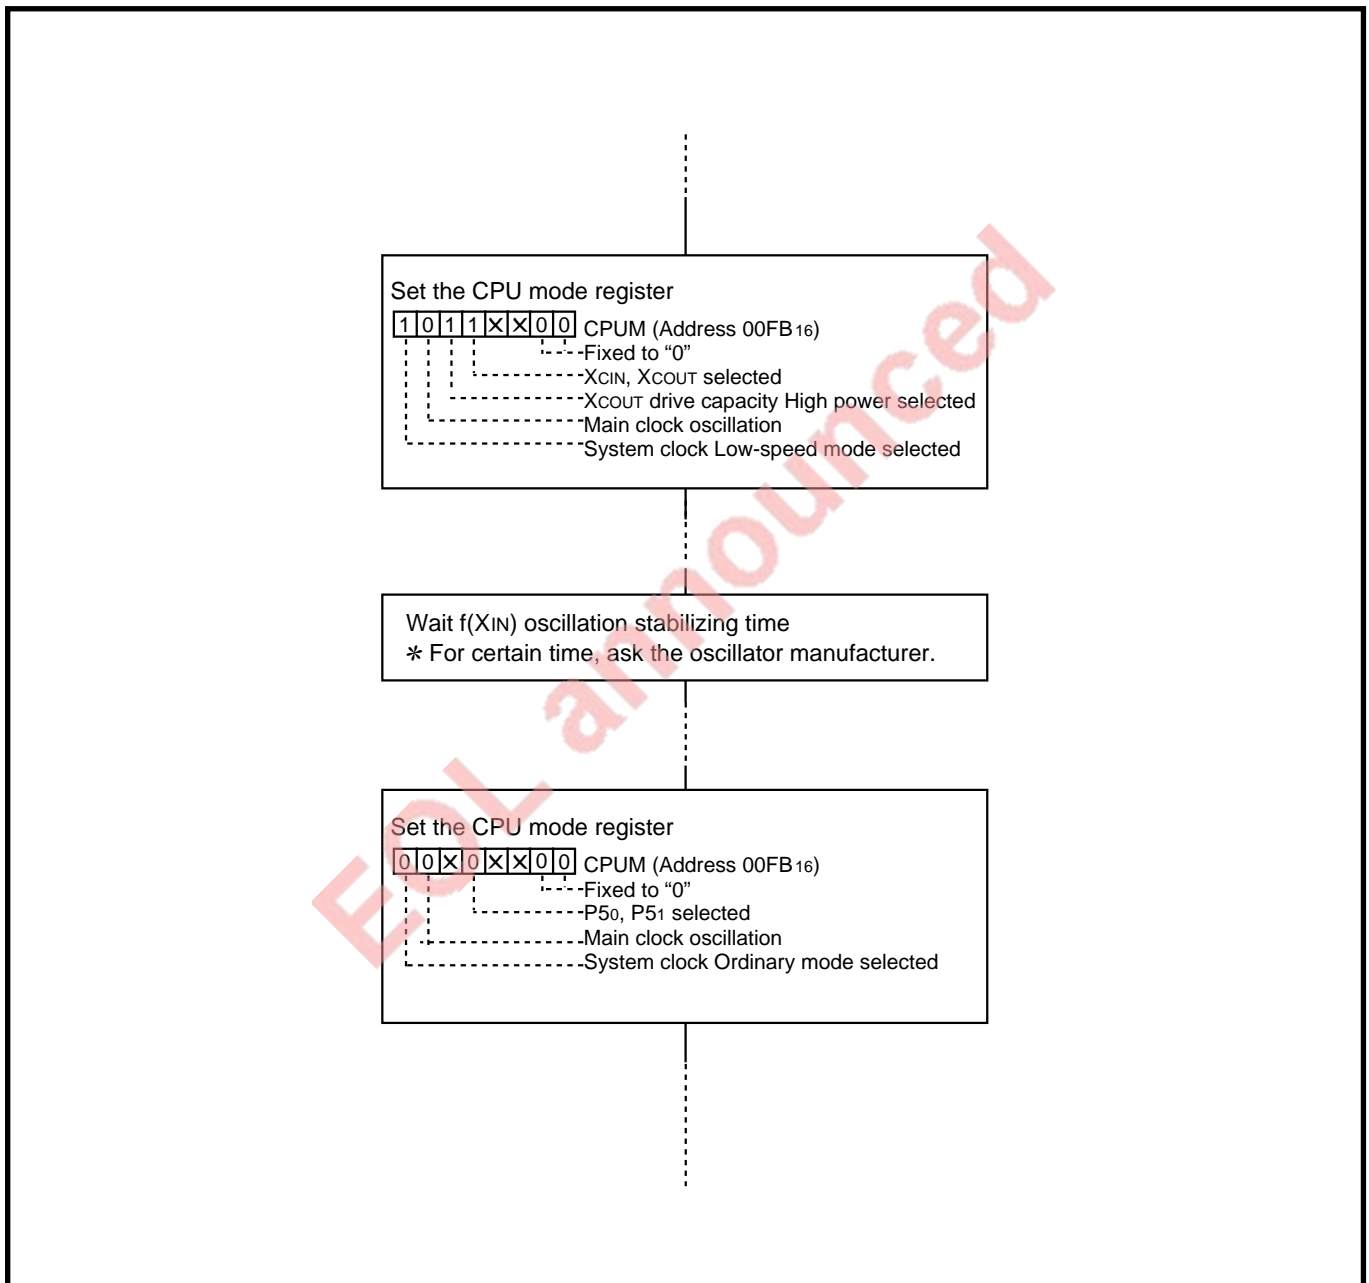 Set the CPU mode register
1 0 1 1 X X 0 0 CPUM (Address 00FB16)
Fixed to “0”
XCIN, XCOUT selected
XCOUT drive capacity High power selected
Main clock oscillation
System clock Low-speed mode selected
Wait f(XIN) oscillation stabilizing time
* For certain time, ask the oscillator manufacturer.
Set the CPU mode register
0 0 X 0 X X 0 0 CPUM (Address 00FB16)
Fixed to “0”
P50, P51 selected
Main clock oscillation
System clock Ordinary mode selected
EOL announced